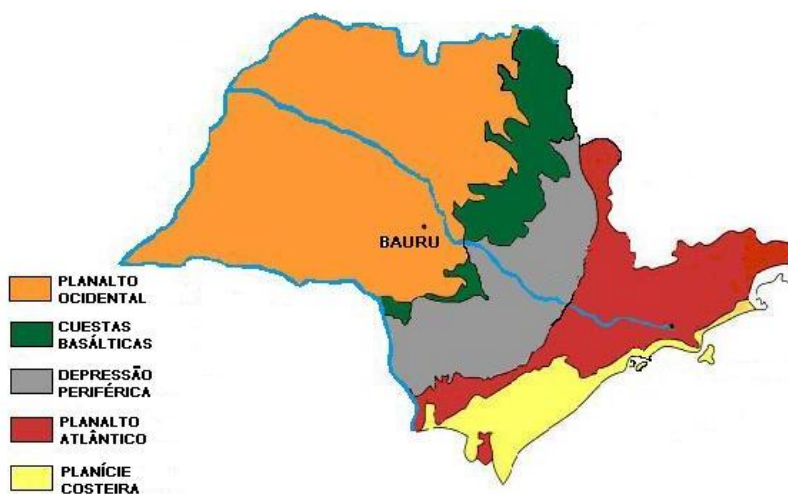 BAURU
PLANALTO
OCIDENTAL
CUESTAS
BASÁLTICAS
DEPRESSÃO
PERIFÉRICA
PLANALTO
ATLÂNTICO
PLANÍCIE
COSTEIRA